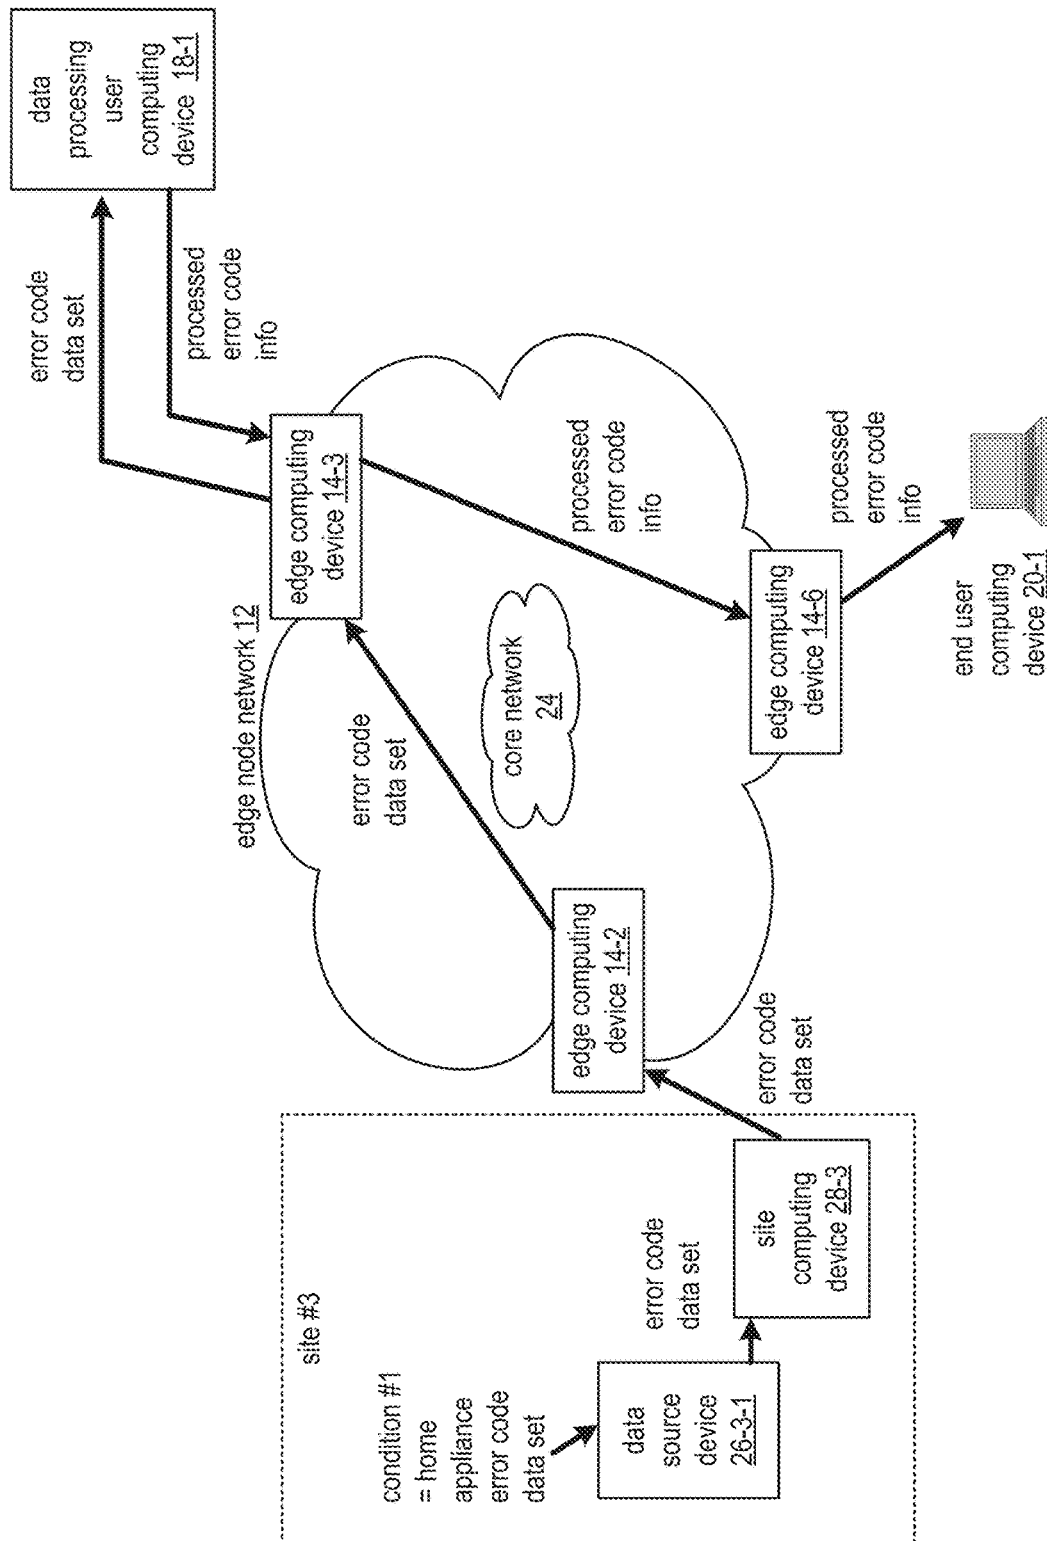 site #3
condition #1
= home
appliance
error code
data set
data
source
device
26-3-1
error code
data set
site
computing
device 28-3
error code
data set
edge computing
device 14-2
error code
data set
edge node network 12
core network
24
edge computing
device 14-3
error code
data set
processed
error code
info
data
processing
user
computing
device 18-1
processed
error code
info
edge computing
device 14-6
processed
error code
info
end user
computing
device 20-1